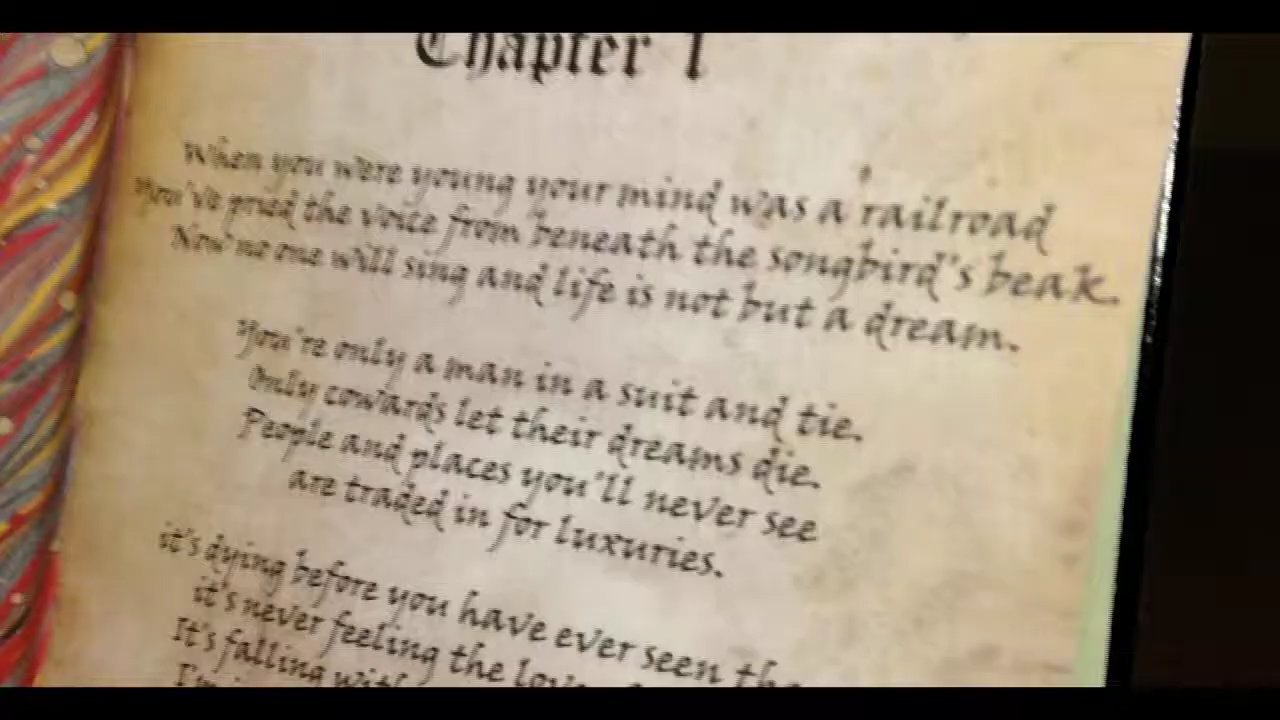 Chapter 1
When you were young your mind was a railroad
You've pried the voice from beneath the songbird's beak.
Now no one will sing and life is not but a dream.
You're only a man in a suit and tie.
Only cowards let their dreams die.
People and places you'll never see
are traded in for luxuries.
it's dying before you have ever seen the
it's never feeling the
It's falling
I'm